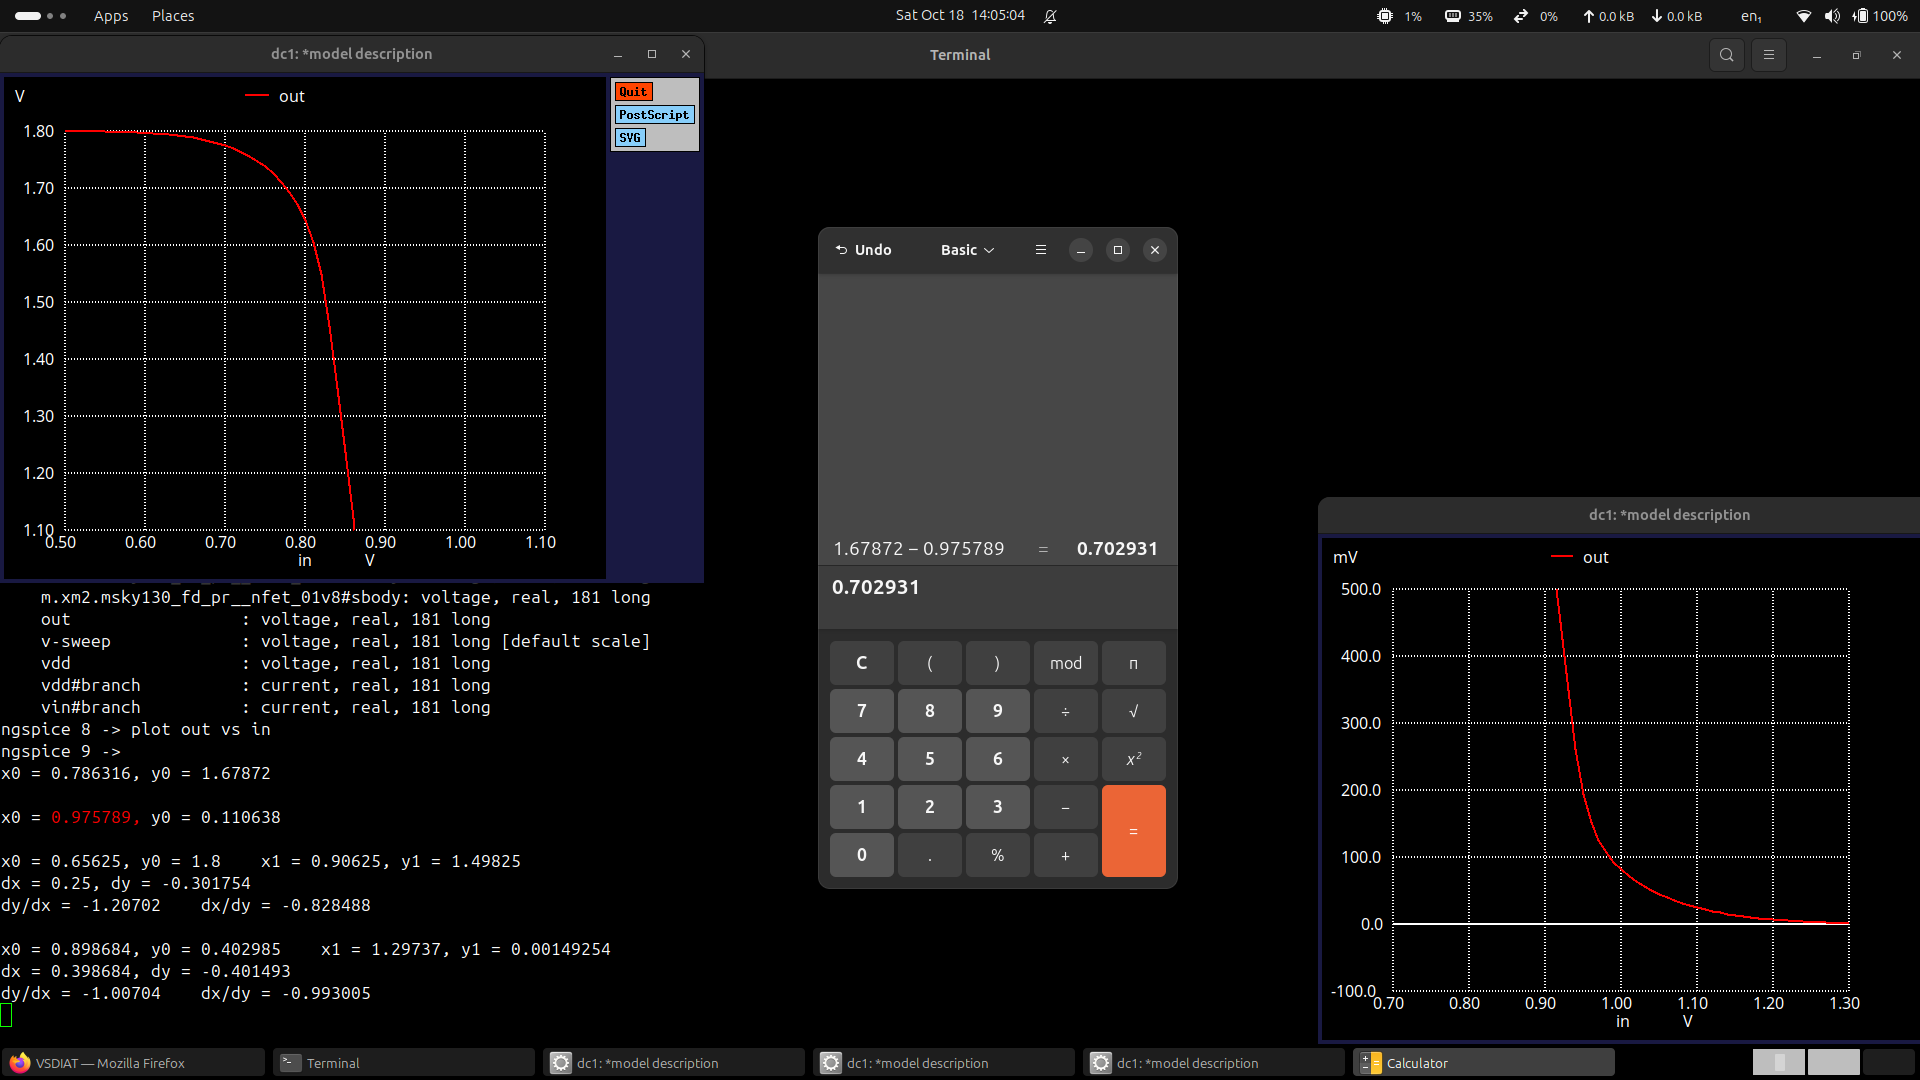 Apps Places Sat Oct 18 14:05:04 1% 35% 0% 0.0 kB 0.0 kB en₁ 100%
dc1: *model description
Terminal
V out
Quit
PostScript
SVG
1.80
1.70
1.60
1.50
1.40
1.30
1.20
1.10
0.50 0.60 0.70 0.80 0.90 1.00 1.10
in V
m.xm2.msky130_fd_pr__nfet_01v8#sbody: voltage, real, 181 long
out : voltage, real, 181 long
v-sweep : voltage, real, 181 long [default scale]
vdd : voltage, real, 181 long
vdd#branch : current, real, 181 long
vin#branch : current, real, 181 long
ngspice 8 -> plot out vs in
ngspice 9 ->
x0 = 0.786316, y0 = 1.67872
x0 = 0.975789, y0 = 0.110638
x0 = 0.65625, y0 = 1.8 x1 = 0.90625, y1 = 1.49825
dx = 0.25, dy = -0.301754
dy/dx = -1.20702 dx/dy = -0.828488
x0 = 0.898684, y0 = 0.402985 x1 = 1.29737, y1 = 0.00149254
dx = 0.398684, dy = -0.401493
dy/dx = -1.00704 dx/dy = -0.993005
Undo Basic
1.67872 − 0.975789 = 0.702931
0.702931
C ( ) mod π
7 8 9 ÷ √
4 5 6 × x²
1 2 3 −
=
0 . % +
dc1: *model description
mV out
500.0
400.0
300.0
200.0
100.0
0.0
-100.0
0.70 0.80 0.90 1.00 1.10 1.20 1.30
in V
VSDIAT — Mozilla Firefox Terminal dc1: *model description dc1: *model description dc1: *model description Calculator